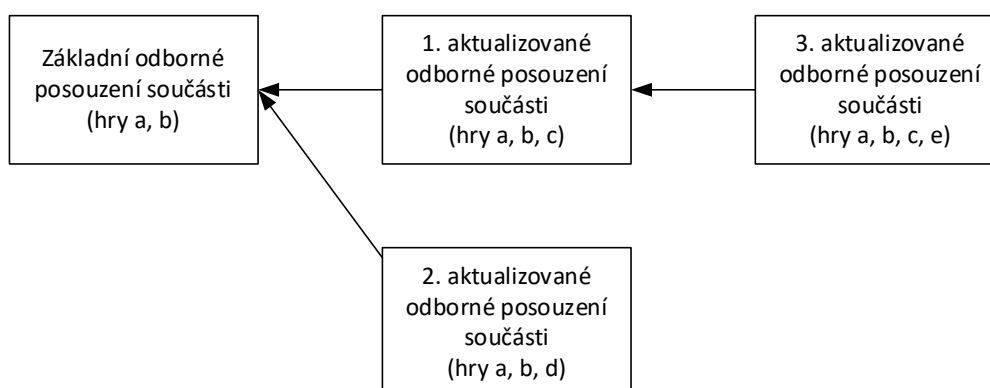 Základní odborné
posouzení součásti
(hry a, b)
1. aktualizované
odborné posouzení
součásti
(hry a, b, c)
3. aktualizované
odborné posouzení
součásti
(hry a, b, c, e)
2. aktualizované
odborné posouzení
součásti
(hry a, b, d)